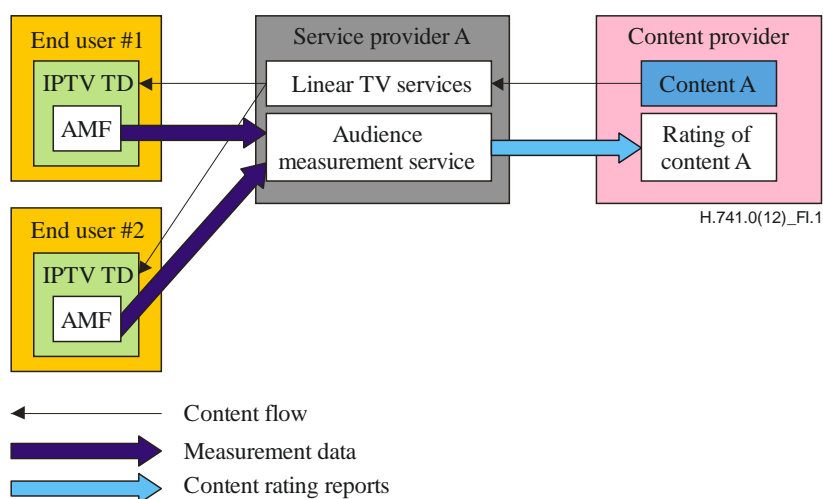 End user #1
IPTV TD
AMF
Service provider A
Linear TV services
Audience
measurement service
Content provider
Content A
Rating of
content A
H.741.0(12)_FI.1
End user #2
IPTV TD
AMF
Content flow
Measurement data
Content rating reports